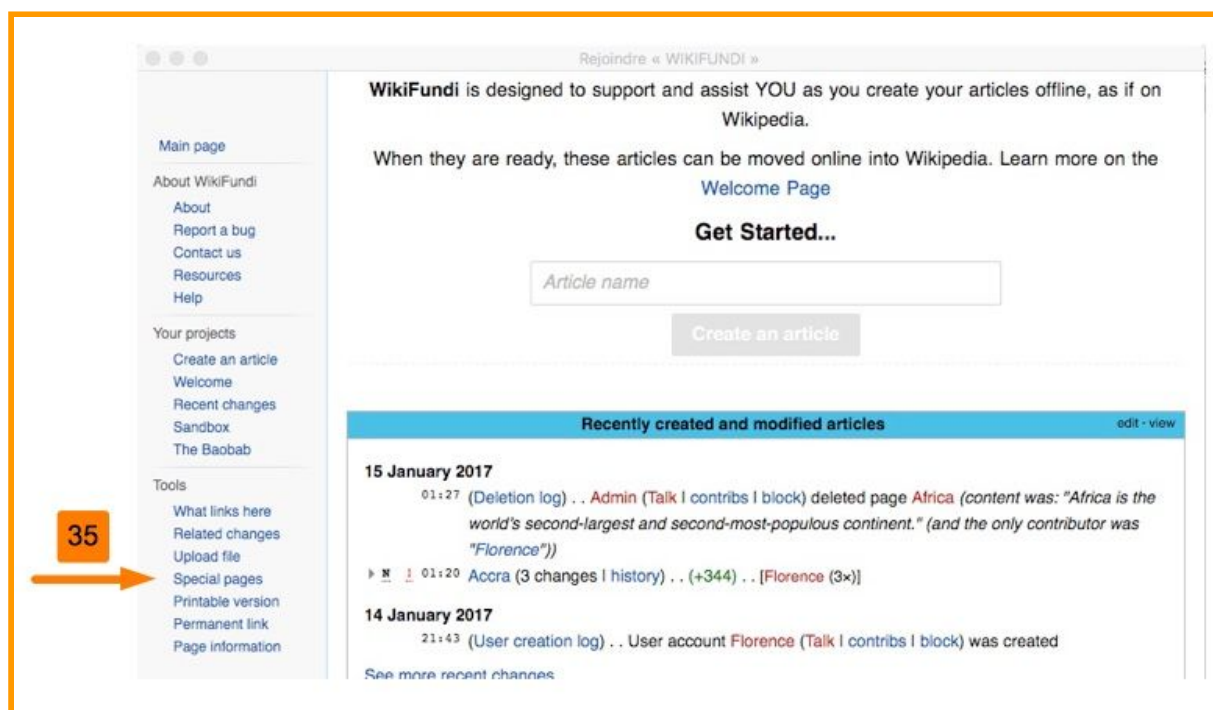 Rejoindre « WIKIFUNDI »
WikiFundi is designed to support and assist YOU as you create your articles offline, as if on
Wikipedia.
When they are ready, these articles can be moved online into Wikipedia. Learn more on the
Welcome Page
Get Started...
Article name
Create an article
Main page
About WikiFundi
About
Report a bug
Contact us
Resources
Help
Your projects
Create an article
Welcome
Recent changes
Sandbox
The Baobab
Tools
What links here
Related changes
Upload file
35
Special pages
Printable version
Permanent link
Page information
Recently created and modified articles edit · view
15 January 2017
01:27 (Deletion log) . . Admin (Talk | contribs | block) deleted page Africa (content was: "Africa is the
world's second-largest and second-most-populous continent." (and the only contributor was
"Florence"))
N ! 01:20 Accra (3 changes | history) . . (+344) . . [Florence (3×)]
14 January 2017
21:43 (User creation log) . . User account Florence (Talk | contribs | block) was created
See more recent changes